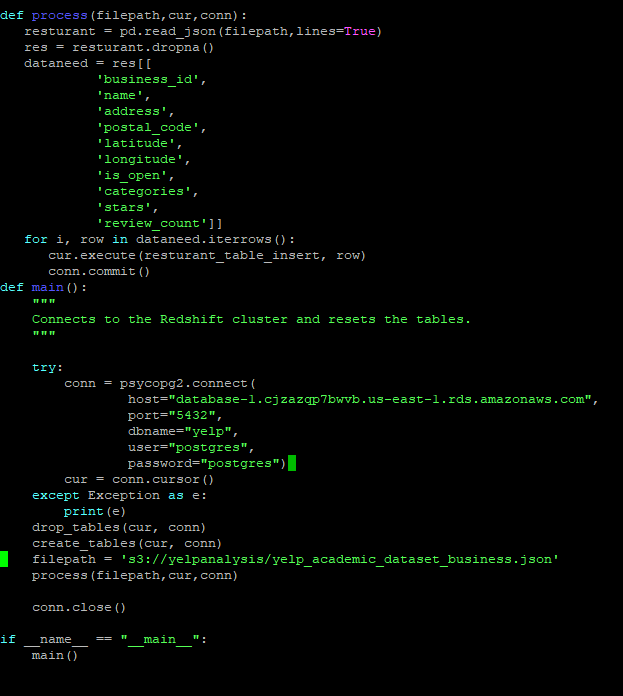 def process(filepath,cur,conn):
   resturant = pd.read_json(filepath,lines=True)
   res = resturant.dropna()
   dataneed = res[[
            'business_id',
            'name',
            'address',
            'postal_code',
            'latitude',
            'longitude',
            'is_open',
            'categories',
            'stars',
            'review_count']]
   for i, row in dataneed.iterrows():
      cur.execute(resturant_table_insert, row)
      conn.commit()
def main():
    """
    Connects to the Redshift cluster and resets the tables.
    """
    try:
        conn = psycopg2.connect(
                host="database-1.cjzazqp7bwvb.us-east-1.rds.amazonaws.com",
                port="5432",
                dbname="yelp",
                user="postgres",
                password="postgres")
        cur = conn.cursor()
    except Exception as e:
        print(e)
    drop_tables(cur, conn)
    create_tables(cur, conn)
    filepath = 's3://yelpanalysis/yelp_academic_dataset_business.json'
    process(filepath,cur,conn)
    conn.close()
if __name__ == "__main__":
    main()